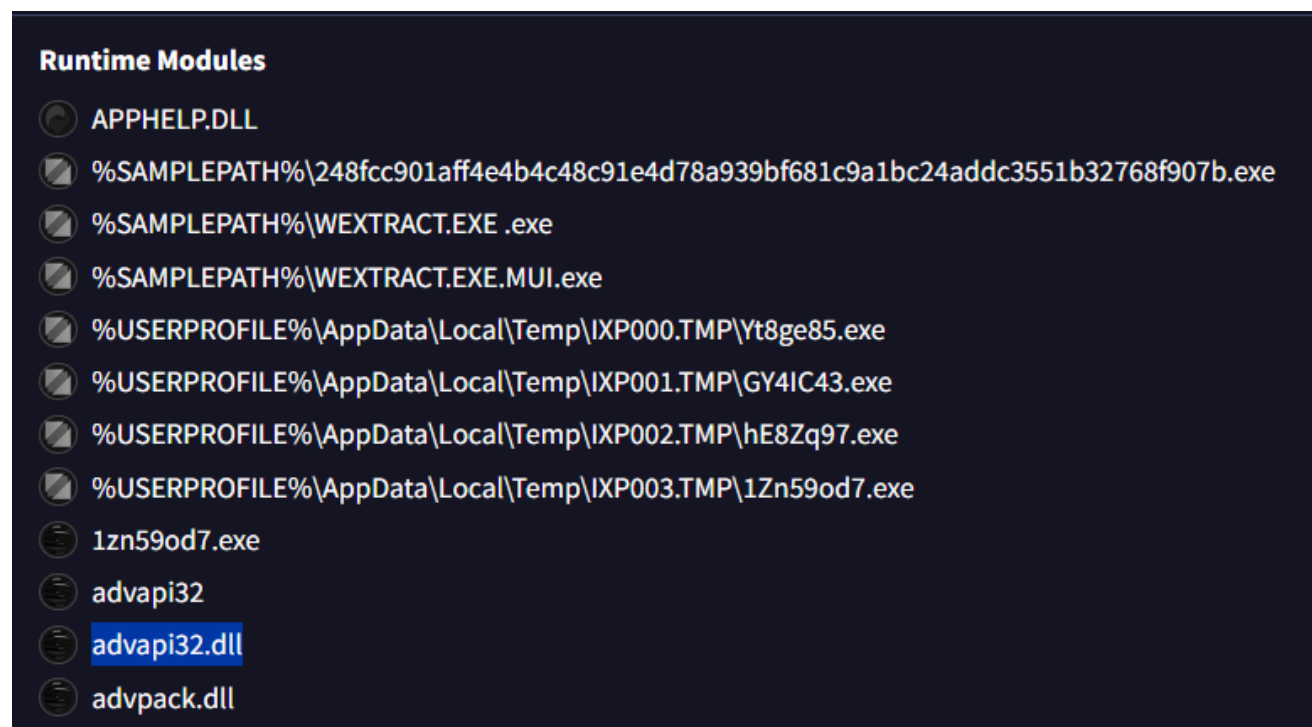 Runtime Modules
APPHELP.DLL
%SAMPLEPATH%\248fcc901aff4e4b4c48c91e4d78a939bf681c9a1bc24addc3551b32768f907b.exe
%SAMPLEPATH%\WEXTRACT.EXE .exe
%SAMPLEPATH%\WEXTRACT.EXE.MUI.exe
%USERPROFILE%\AppData\Local\Temp\IXP000.TMP\Yt8ge85.exe
%USERPROFILE%\AppData\Local\Temp\IXP001.TMP\GY4IC43.exe
%USERPROFILE%\AppData\Local\Temp\IXP002.TMP\hE8Zq97.exe
%USERPROFILE%\AppData\Local\Temp\IXP003.TMP\1Zn59od7.exe
1zn59od7.exe
advapi32
advapi32.dll
advpack.dll